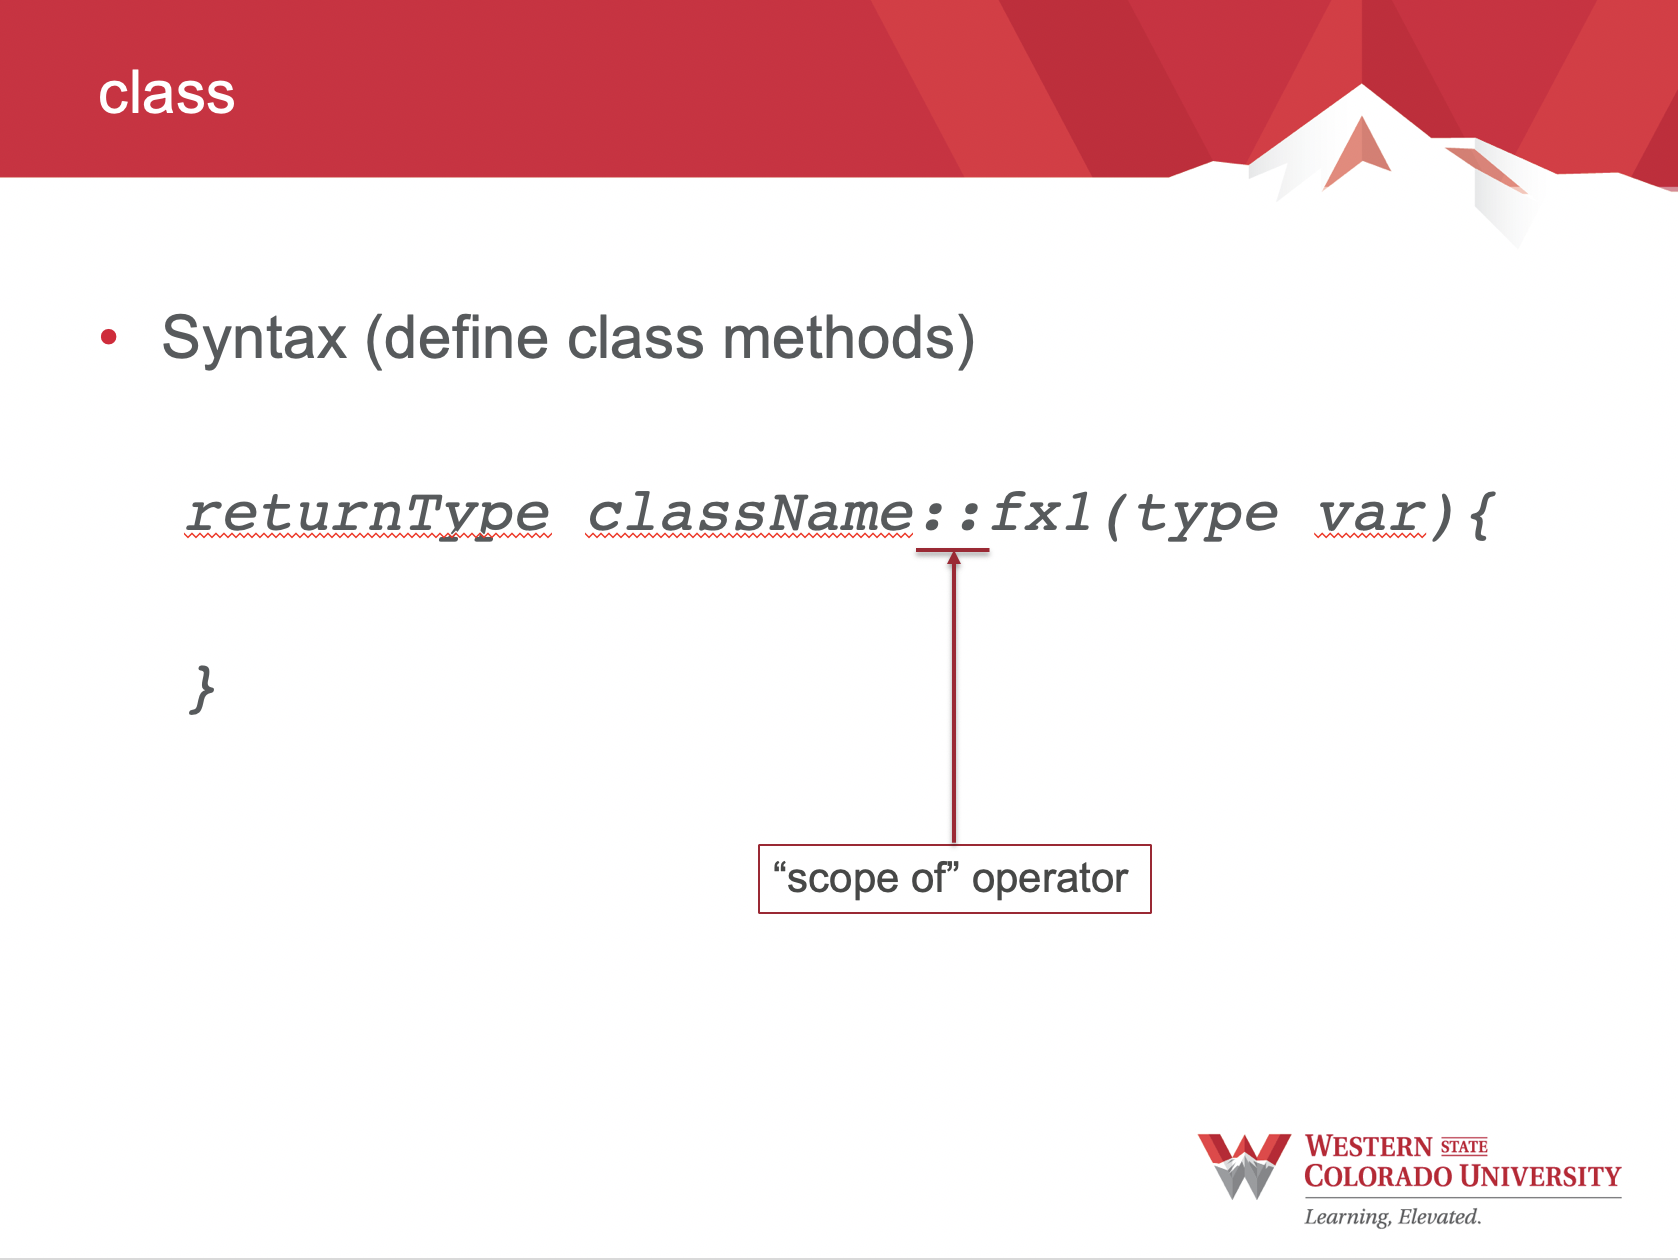 class
• Syntax (define class methods)
returnType className::fx1(type var){
}
“scope of” operator
WESTERN STATE
COLORADO UNIVERSITY
Learning, Elevated.